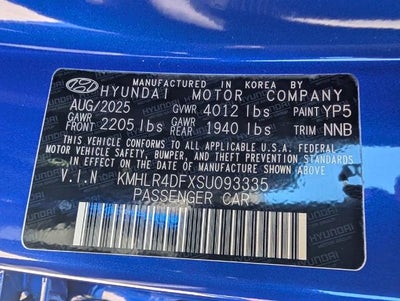 MANUFACTURED IN KOREA BY
HYUNDAI MOTOR COMPANY
AUG/2025 GVWR 4012 lbs PAINT YP5
GAWR FRONT 2205 lbs GAWR REAR 1940 lbs TRIM NNB
THIS VEHICLE CONFORMS TO ALL APPLICABLE U.S.A. FEDERAL
MOTOR VEHICLE SAFETY, BUMPER, AND THEFT PREVENTION STANDARDS
IN EFFECT ON THE DATE OF MANUFACTURE SHOWN ABOVE.
V.I.N KMHLR4DFXSU093335
PASSENGER CAR